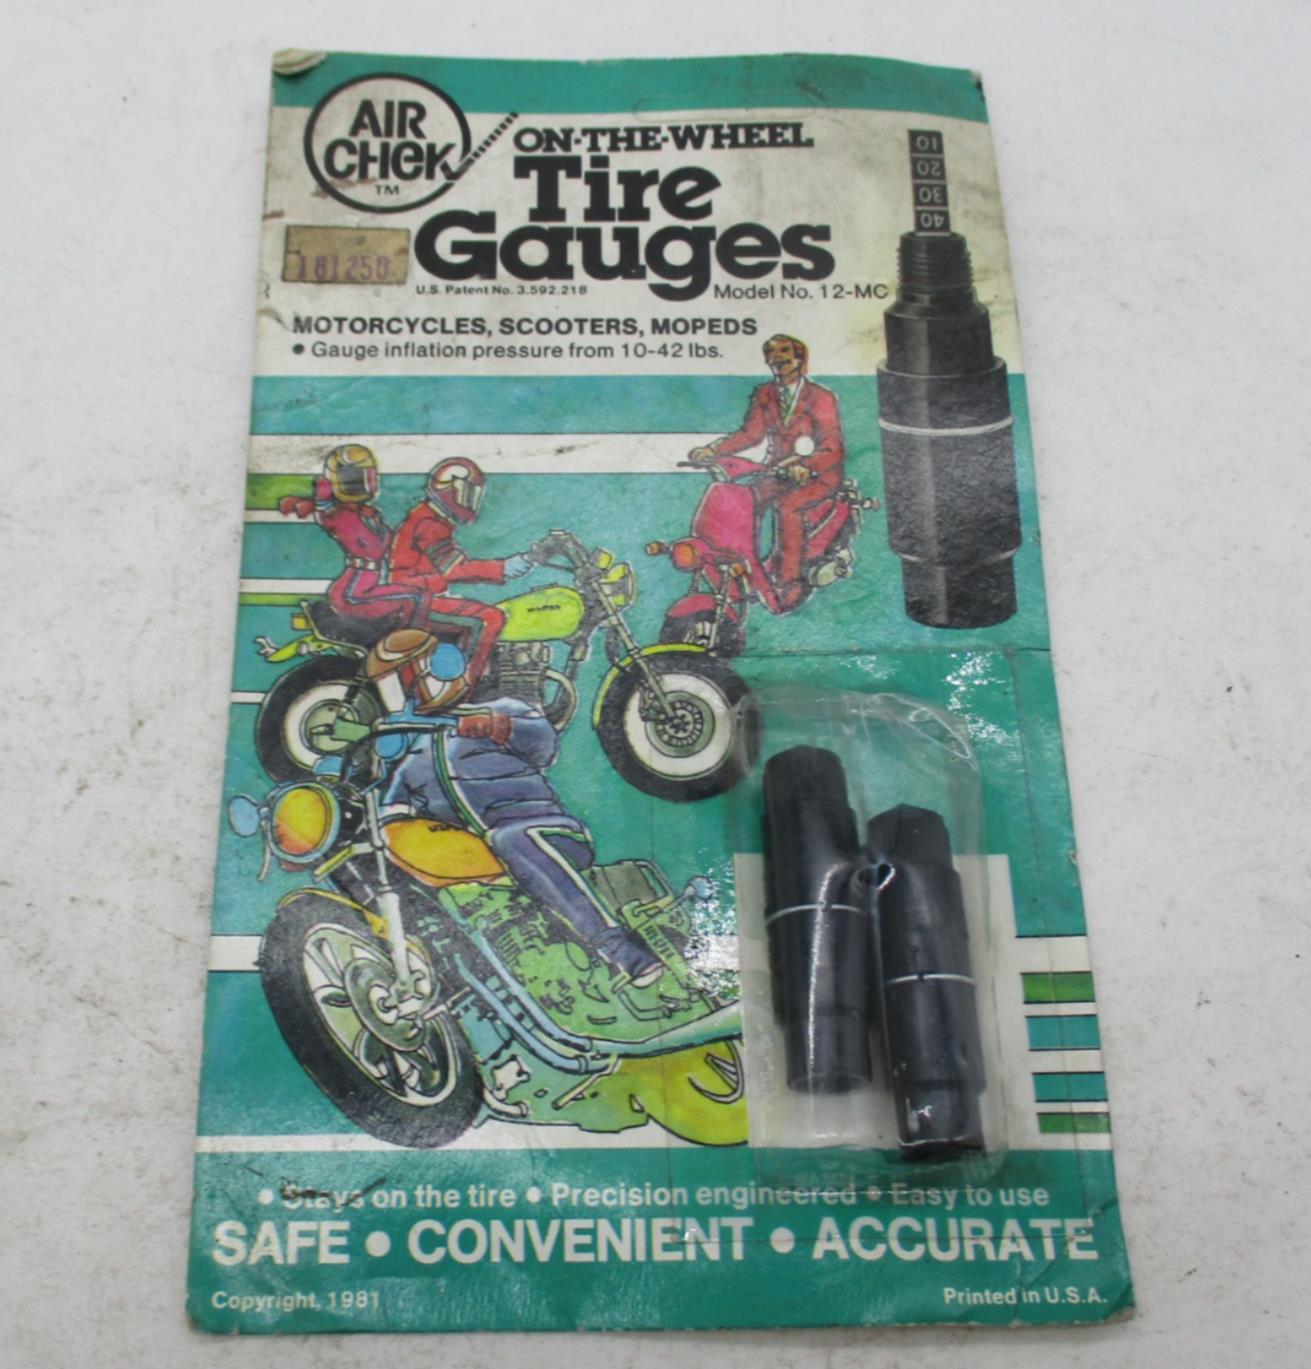 AIR
CHEK
TM
ON-THE-WHEEL
Tire
Gauges
181258
U.S. Patent No. 3.592.218
Model No. 12-MC
MOTORCYCLES, SCOOTERS, MOPEDS
• Gauge inflation pressure from 10-42 lbs.
10
20
30
40
• Stays on the tire • Precision engineered • Easy to use
SAFE • CONVENIENT • ACCURATE
Copyright, 1981
Printed in U.S.A.